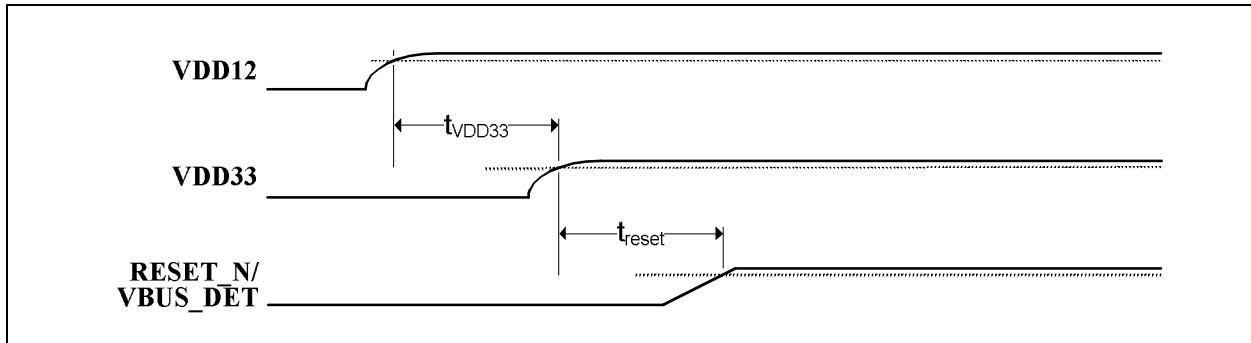 VDD12
tVDD33
VDD33
treset
RESET_N/
VBUS_DET